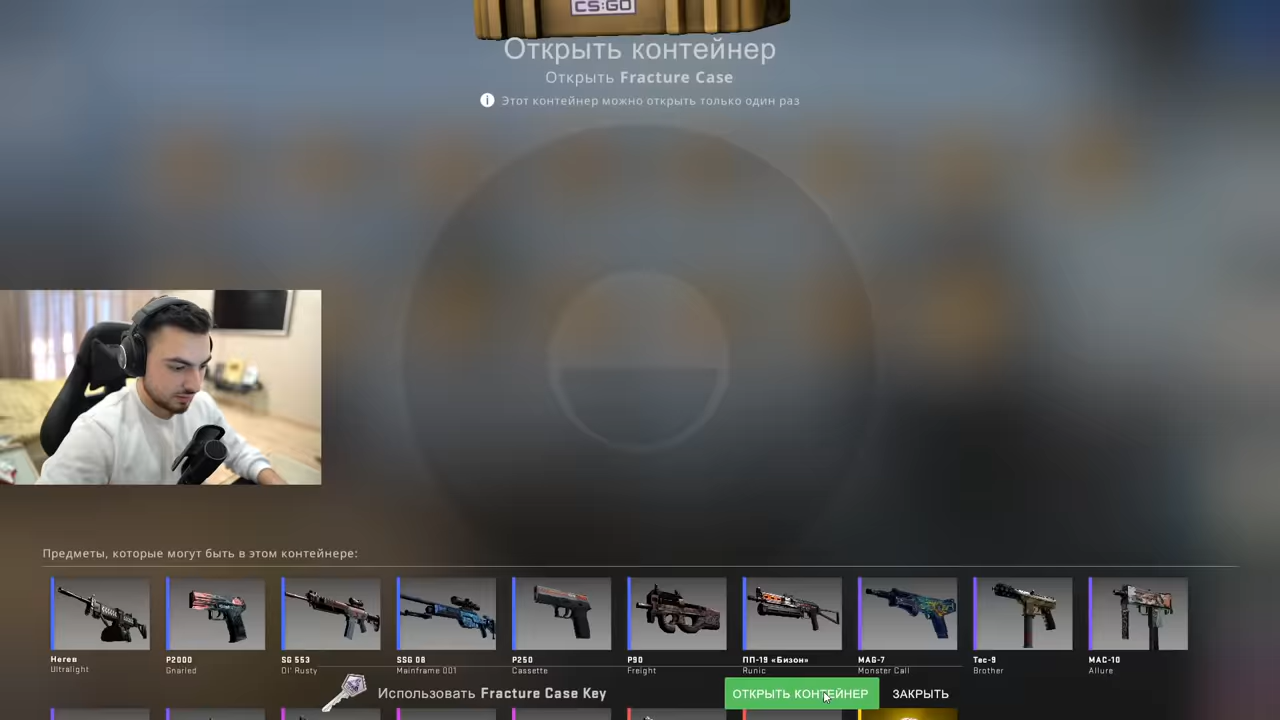 CS:GO
Открыть контейнер
Открыть Fracture Case
Этот контейнер можно открыть только один раз
Предметы, которые могут быть в этом контейнере:
Негев
Ultralight
P2000
Gnarled
SG 553
Ol' Rusty
SSG 08
Mainframe 001
P250
Cassette
P90
Freight
ПП-19 «Бизон»
Runic
MAG-7
Monster Call
Tec-9
Brother
MAC-10
Allure
Использовать Fracture Case Key
ОТКРЫТЬ КОНТЕЙНЕР
ЗАКРЫТЬ